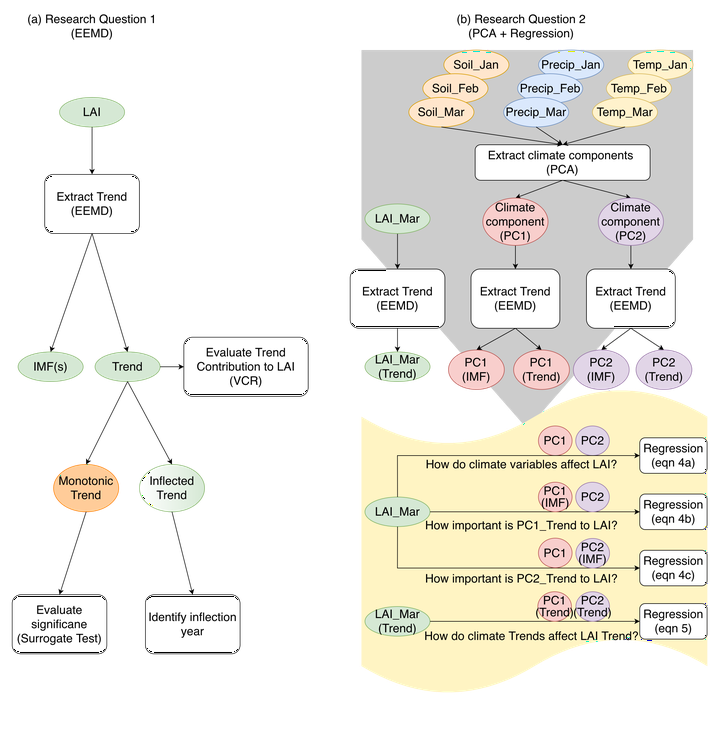 (a) Research Question 1
(EEMD)
LAI
Extract Trend
(EEMD)
IMF(s)
Trend
Evaluate Trend
Contribution to LAI
(VCR)
Monotonic
Trend
Inflected
Trend
Evaluate
significane
(Surrogate Test)
Identify inflection
year
(b) Research Question 2
(PCA + Regression)
Soil_Jan
Precip_Jan
Temp_Jan
Soil_Feb
Precip_Feb
Temp_Feb
Soil_Mar
Precip_Mar
Temp_Mar
Extract climate components
(PCA)
LAI_Mar
Climate
component
(PC1)
Climate
component
(PC2)
Extract Trend
(EEMD)
Extract Trend
(EEMD)
Extract Trend
(EEMD)
LAI_Mar
(Trend)
PC1
(IMF)
PC1
(Trend)
PC2
(IMF)
PC2
(Trend)
PC1
PC2
Regression
(eqn 4a)
How do climate variables affect LAI?
LAI_Mar
PC1
(IMF)
PC2
Regression
(eqn 4b)
How important is PC1_Trend to LAI?
PC1
PC2
(IMF)
Regression
(eqn 4c)
How important is PC2_Trend to LAI?
LAI_Mar
(Trend)
PC1
(Trend)
PC2
(Trend)
Regression
(eqn 5)
How do climate Trends affect LAI Trend?